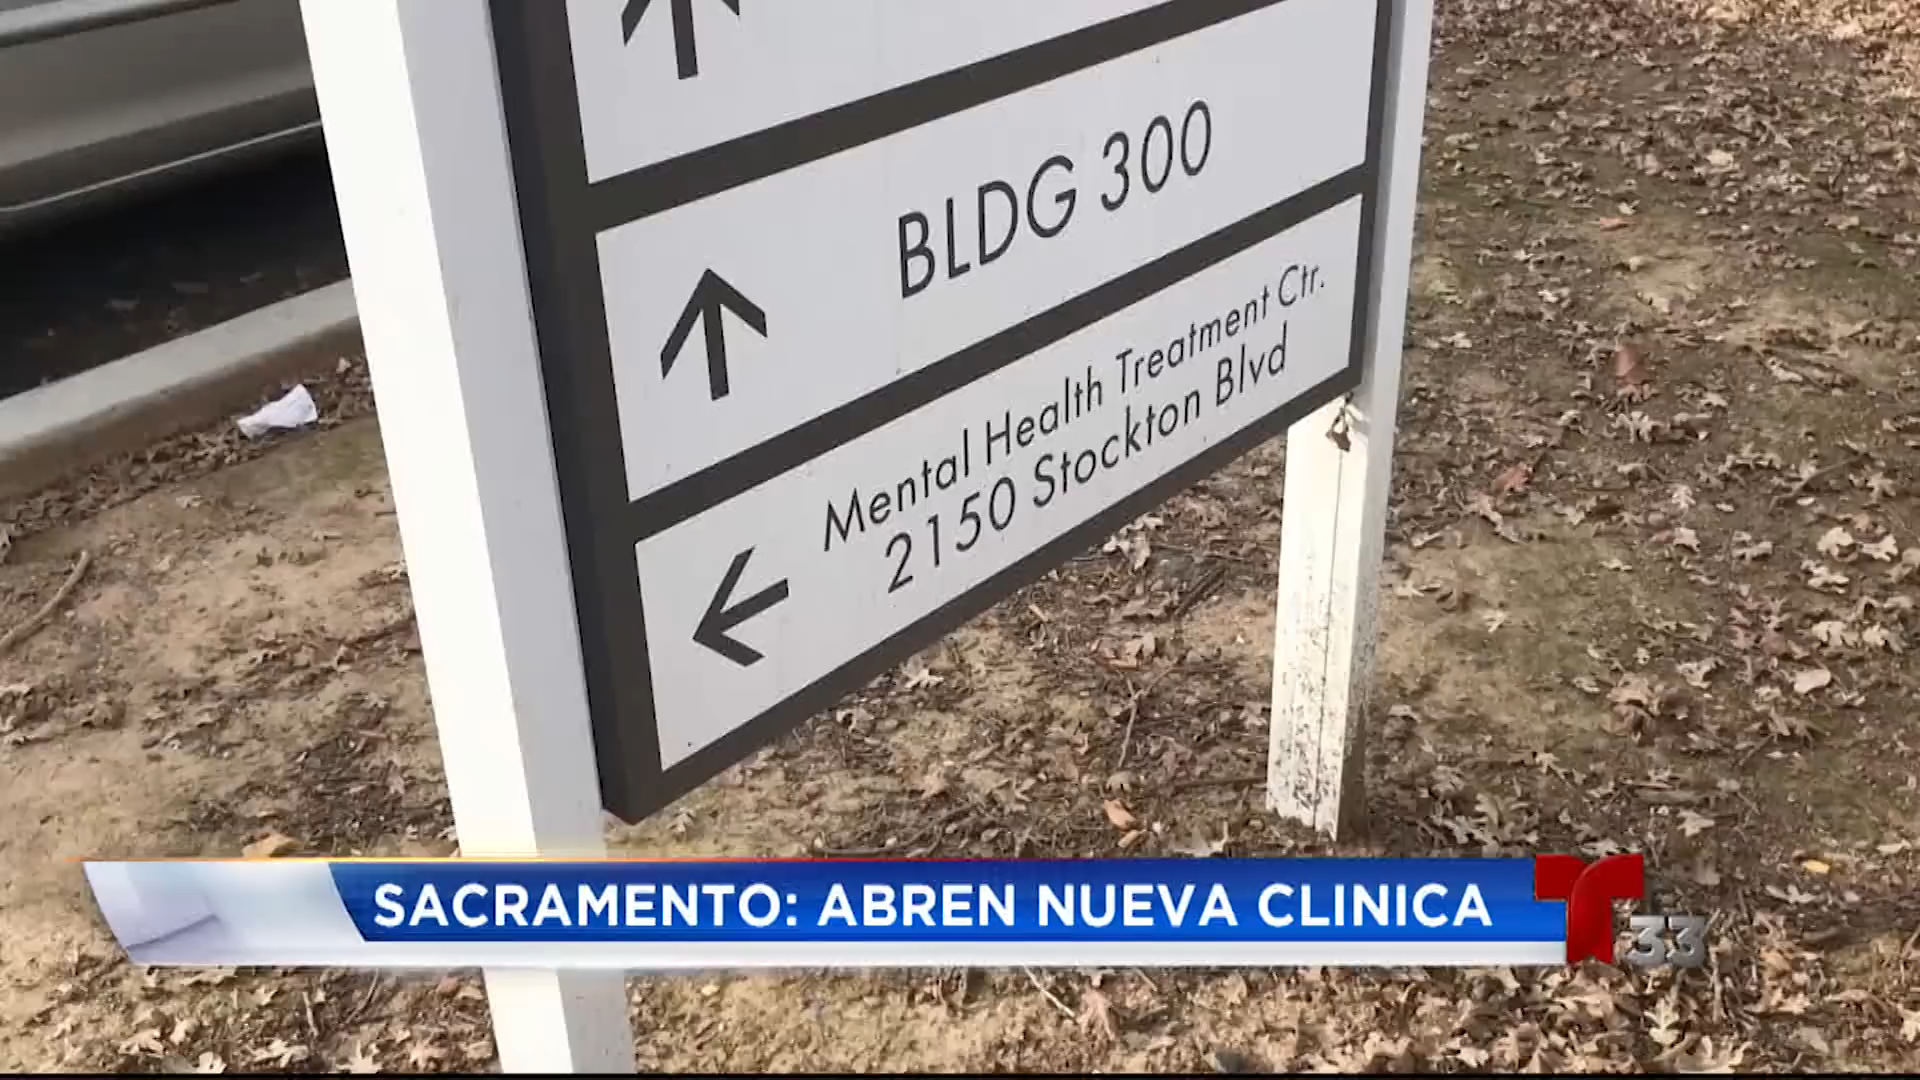 BLDG 300
Mental Health Treatment Ctr.
2150 Stockton Blvd
SACRAMENTO: ABREN NUEVA CLINICA
T 33